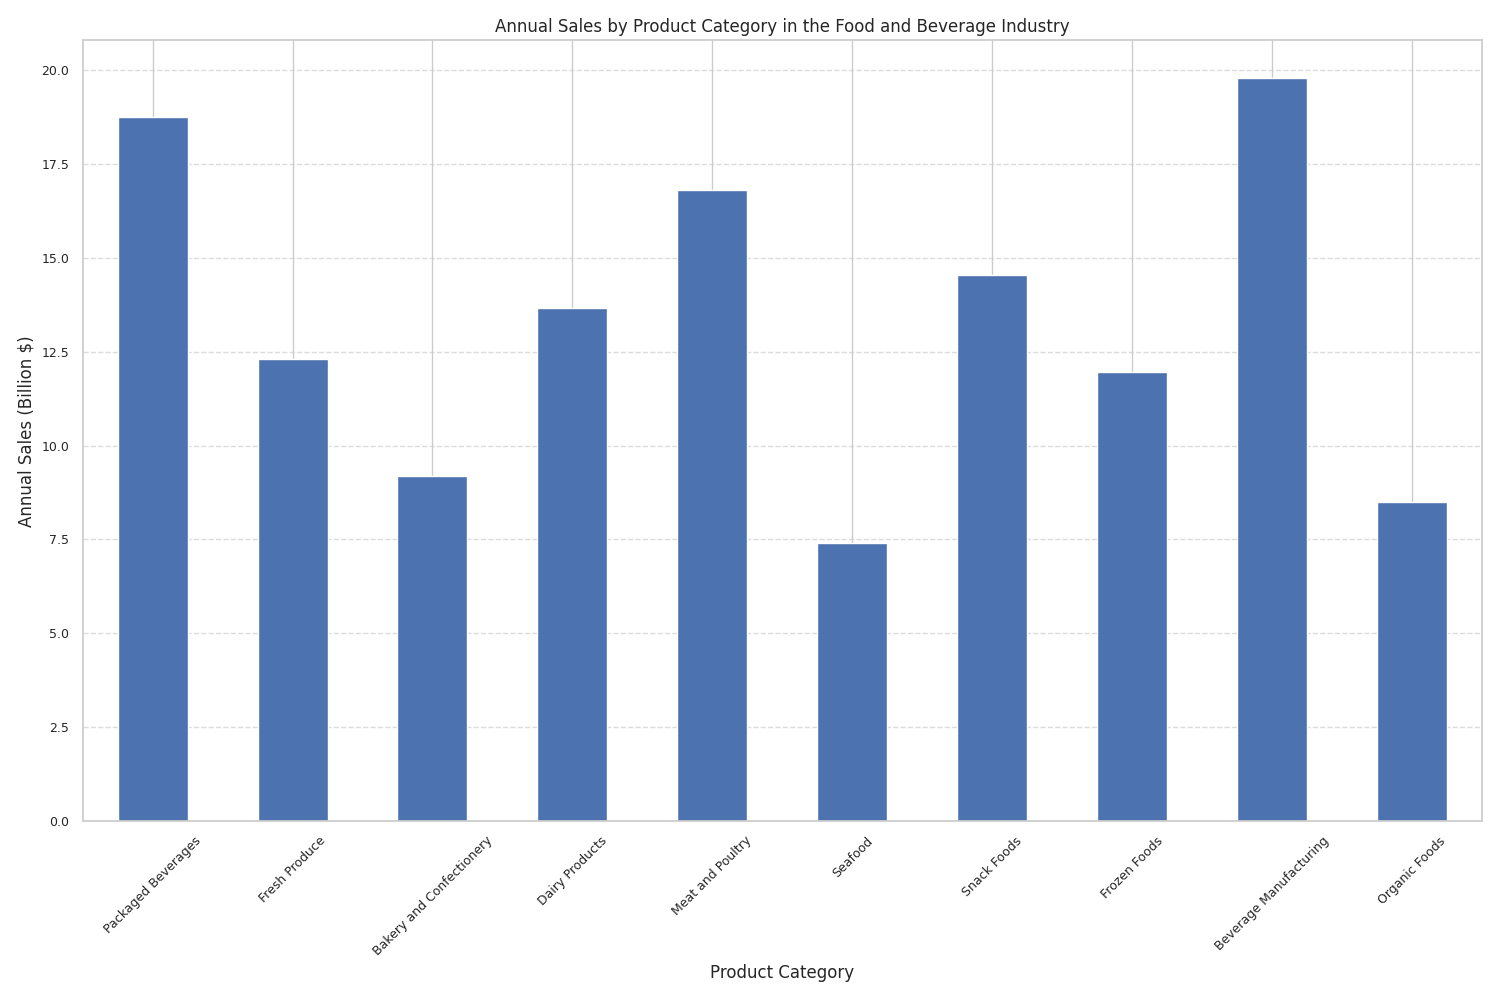 Annual Sales by Product Category in the Food and Beverage Industry
Annual Sales (Billion $)
20.0
17.5
15.0
12.5
10.0
7.5
5.0
2.5
0.0
Packaged Beverages
Fresh Produce
Bakery and Confectionery
Dairy Products
Meat and Poultry
Seafood
Snack Foods
Frozen Foods
Beverage Manufacturing
Organic Foods
Product Category